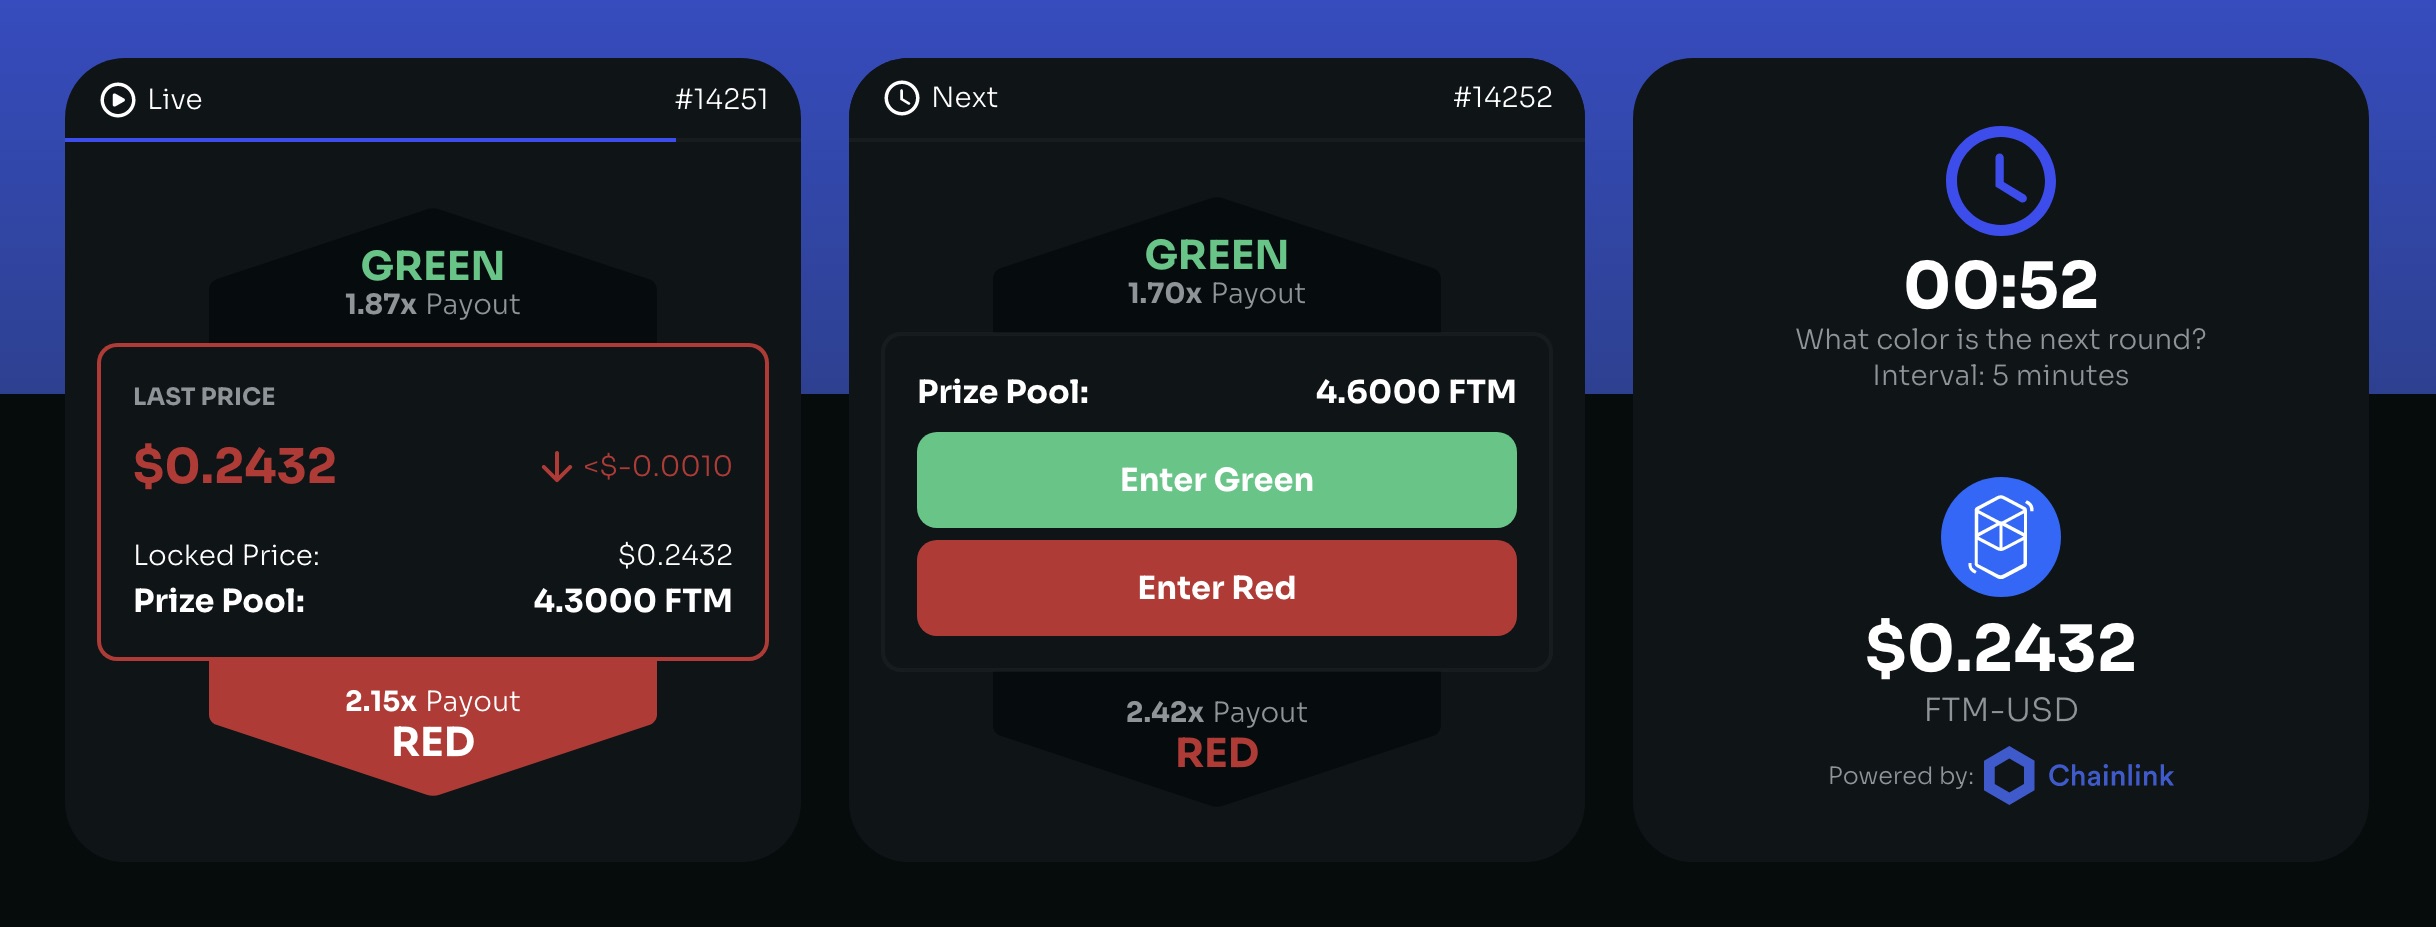 Live #14251
GREEN
1.87x Payout
LAST PRICE
$0.2432 <$-0.0010
Locked Price: $0.2432
Prize Pool: 4.3000 FTM
2.15x Payout
RED
Next #14252
GREEN
1.70x Payout
Prize Pool: 4.6000 FTM
Enter Green
Enter Red
2.42x Payout
RED
00:52
What color is the next round?
Interval: 5 minutes
$0.2432
FTM-USD
Powered by: Chainlink